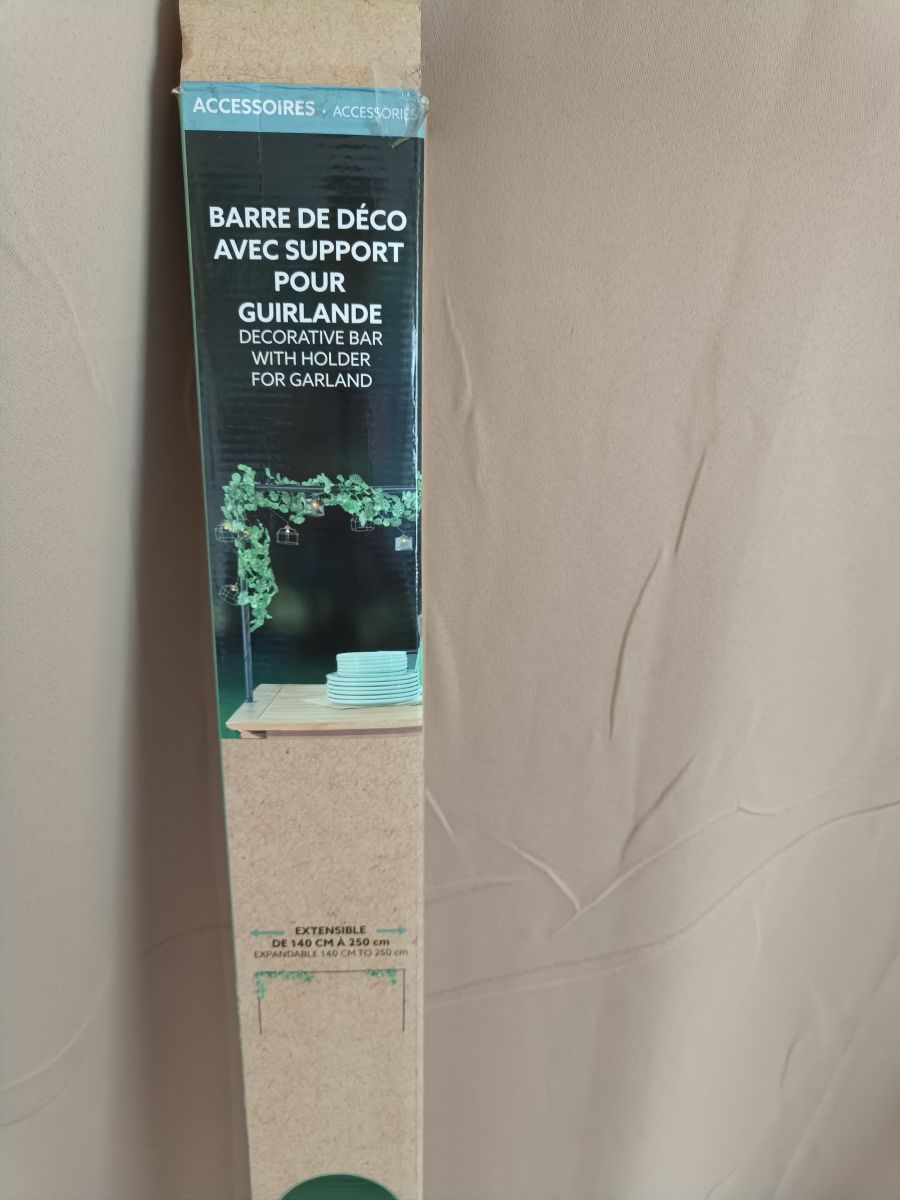 ACCESSOIRES · ACCESSORIES
BARRE DE DÉCO
AVEC SUPPORT
POUR
GUIRLANDE
DECORATIVE BAR
WITH HOLDER
FOR GARLAND
EXTENSIBLE
DE 140 CM À 250 cm
EXPANDABLE 140 CM TO 250 cm